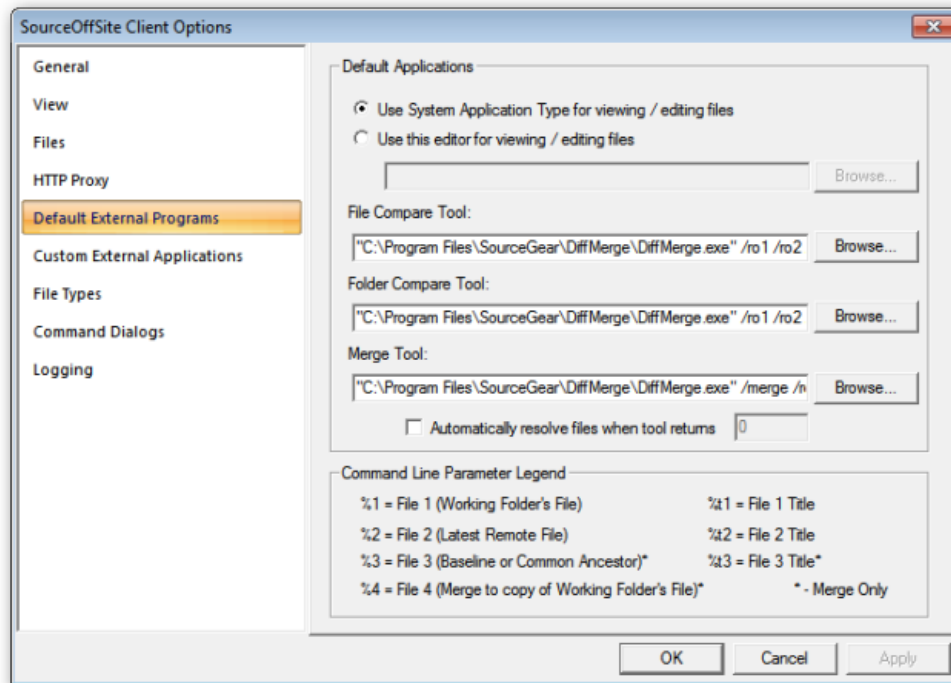 SourceOffSite Client Options
General
View
Files
HTTP Proxy
Default External Programs
Custom External Applications
File Types
Command Dialogs
Logging
Default Applications
Use System Application Type for viewing / editing files
Use this editor for viewing / editing files
Browse...
File Compare Tool:
"C:\Program Files\SourceGear\DiffMerge\DiffMerge.exe" /ro1 /ro2
Browse...
Folder Compare Tool:
"C:\Program Files\SourceGear\DiffMerge\DiffMerge.exe" /ro1 /ro2
Browse...
Merge Tool:
"C:\Program Files\SourceGear\DiffMerge\DiffMerge.exe" /merge /r
Browse...
Automatically resolve files when tool returns 0
Command Line Parameter Legend
%1 = File 1 (Working Folder's File) %t1 = File 1 Title
%2 = File 2 (Latest Remote File) %t2 = File 2 Title
%3 = File 3 (Baseline or Common Ancestor)* %t3 = File 3 Title*
%4 = File 4 (Merge to copy of Working Folder's File)* * - Merge Only
OK Cancel Apply